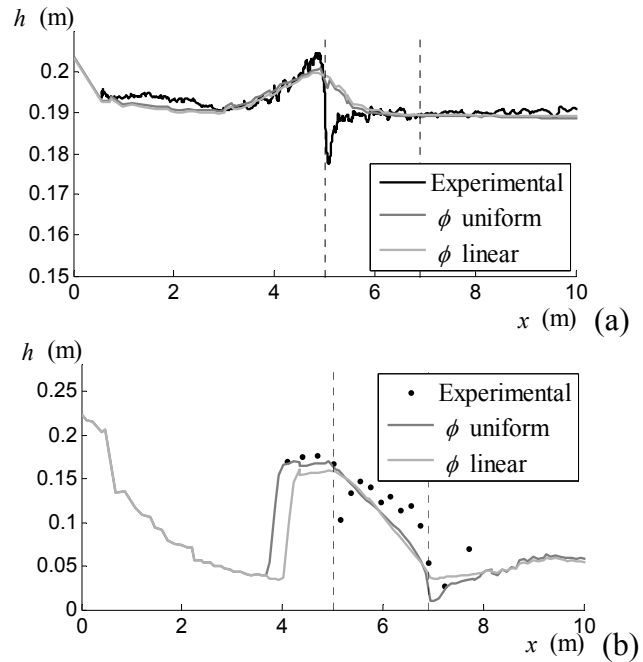 h (m)
0.2
0.19
0.18
0.17
0.16
0.15
0 2 4 6 8 10
x (m) (a)
Experimental
ϕ uniform
ϕ linear
h (m)
0.25
0.2
0.15
0.1
0.05
0
0 2 4 6 8 10
x (m) (b)
Experimental
ϕ uniform
ϕ linear